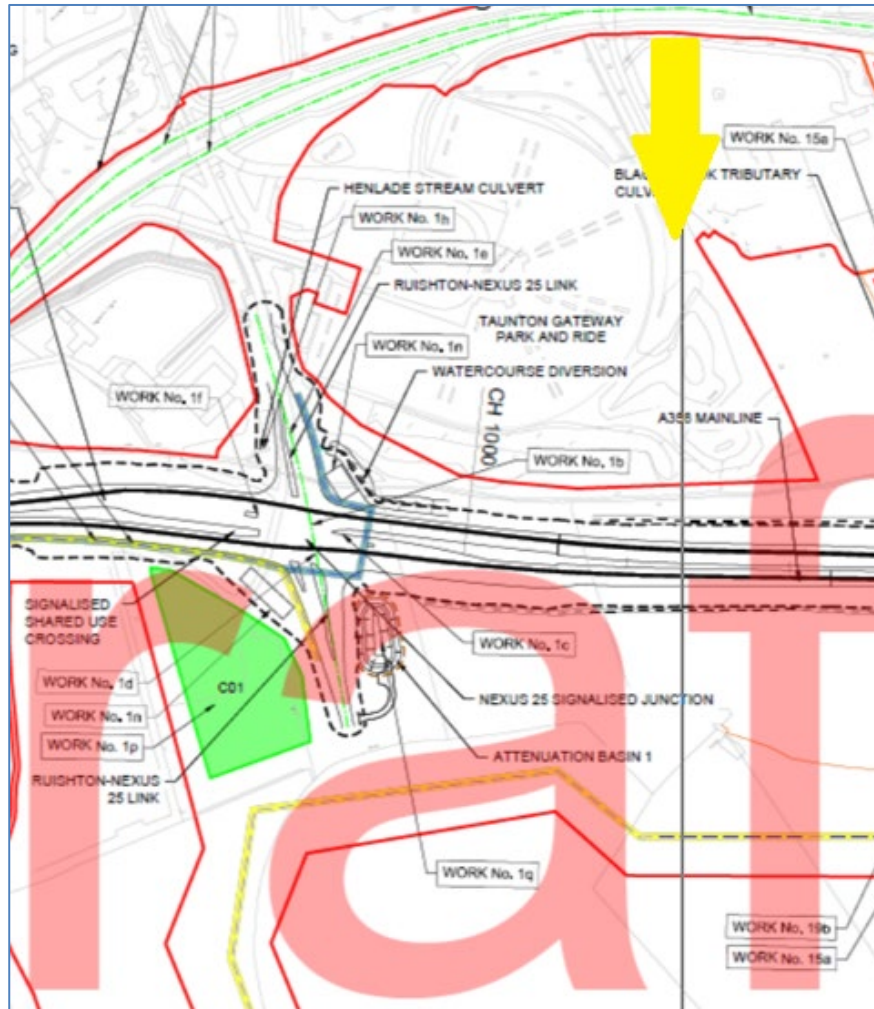 WORK No. 15a
HENLADE STREAM CULVERT
TRIBUTARY
WORK No. 1h
WORK No. 1e
RUISHTON-NEXUS 25 LINK
TAUNTON GATEWAY
PARK AND RIDE
WORK No. 1n
WATERCOURSE DIVERSION
WORK No. 1f
CH 1000
A358 MAINLINE
WORK No. 1b
SIGNALISED
SHARED USE
CROSSING
WORK No. 1c
WORK No. 1d
C01
NEXUS 25 SIGNALISED JUNCTION
WORK No. 1n
WORK No. 1p
ATTENUATION BASIN 1
RUISHTON-NEXUS
25 LINK
WORK No. 1q
WORK No. 19b
WORK No. 15a
raf